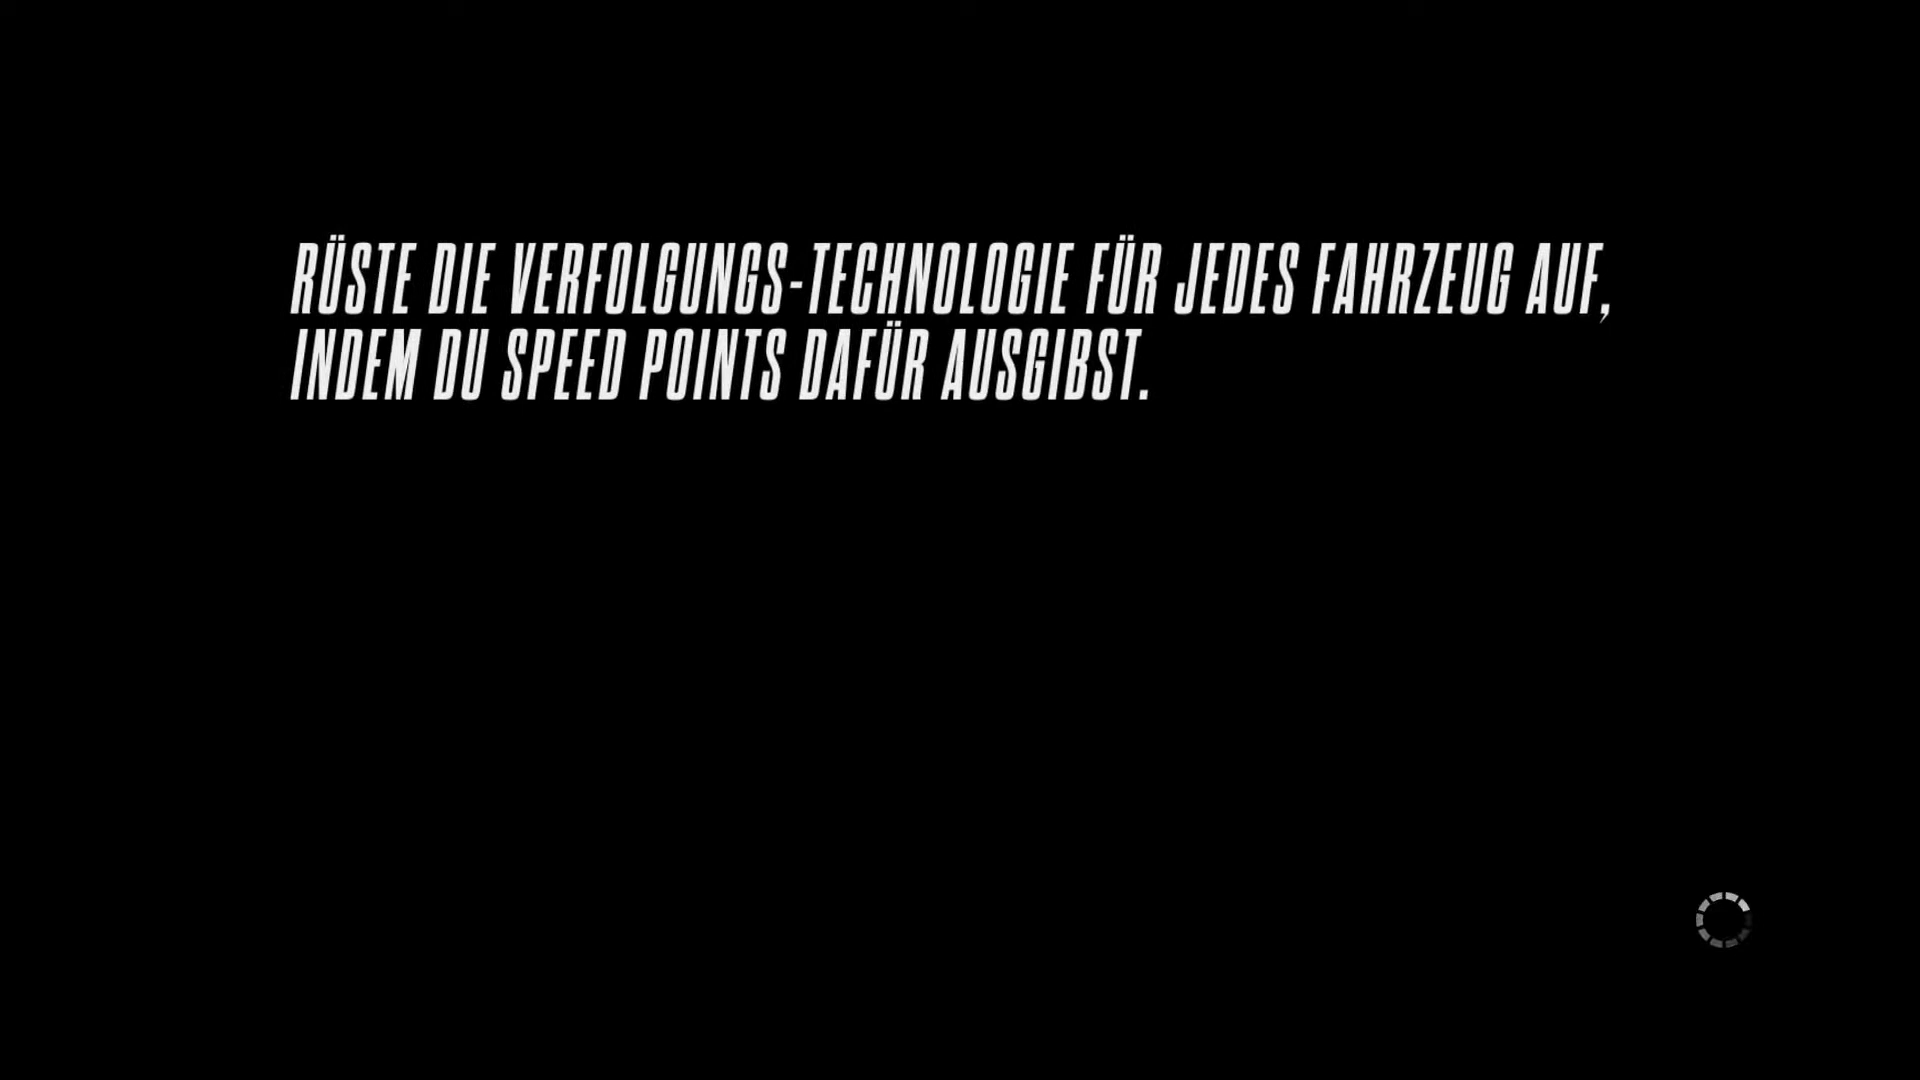 RÜSTE DIE VERFOLGUNGS-TECHNOLOGIE FÜR JEDES FAHRZEUG AUF,
INDEM DU SPEED POINTS DAFÜR AUSGIBST.